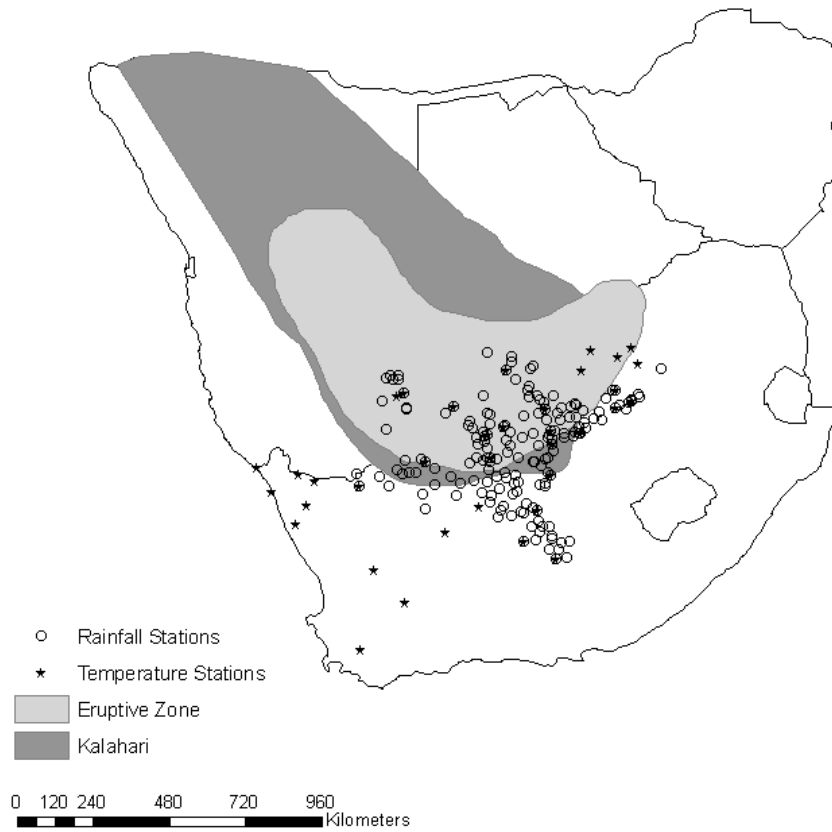 Rainfall Stations
Temperature Stations
Eruptive Zone
Kalahari
0 120 240 480 720 960
Kilometers